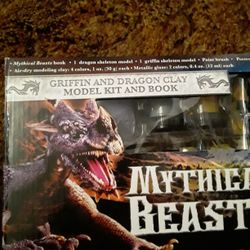 • Mythical Beasts book • 1 dragon skeleton model • 1 griffin skeleton model • Paint brush •
• Air-dry modeling clay: 4 colors, 1 oz. (30 g) each • Metallic glaze: 2 colors, 0.4 oz. (12 ml) each •
GRIFFIN AND DRAGON CLAY
MODEL KIT AND BOOK
MYTHICA
BEAST